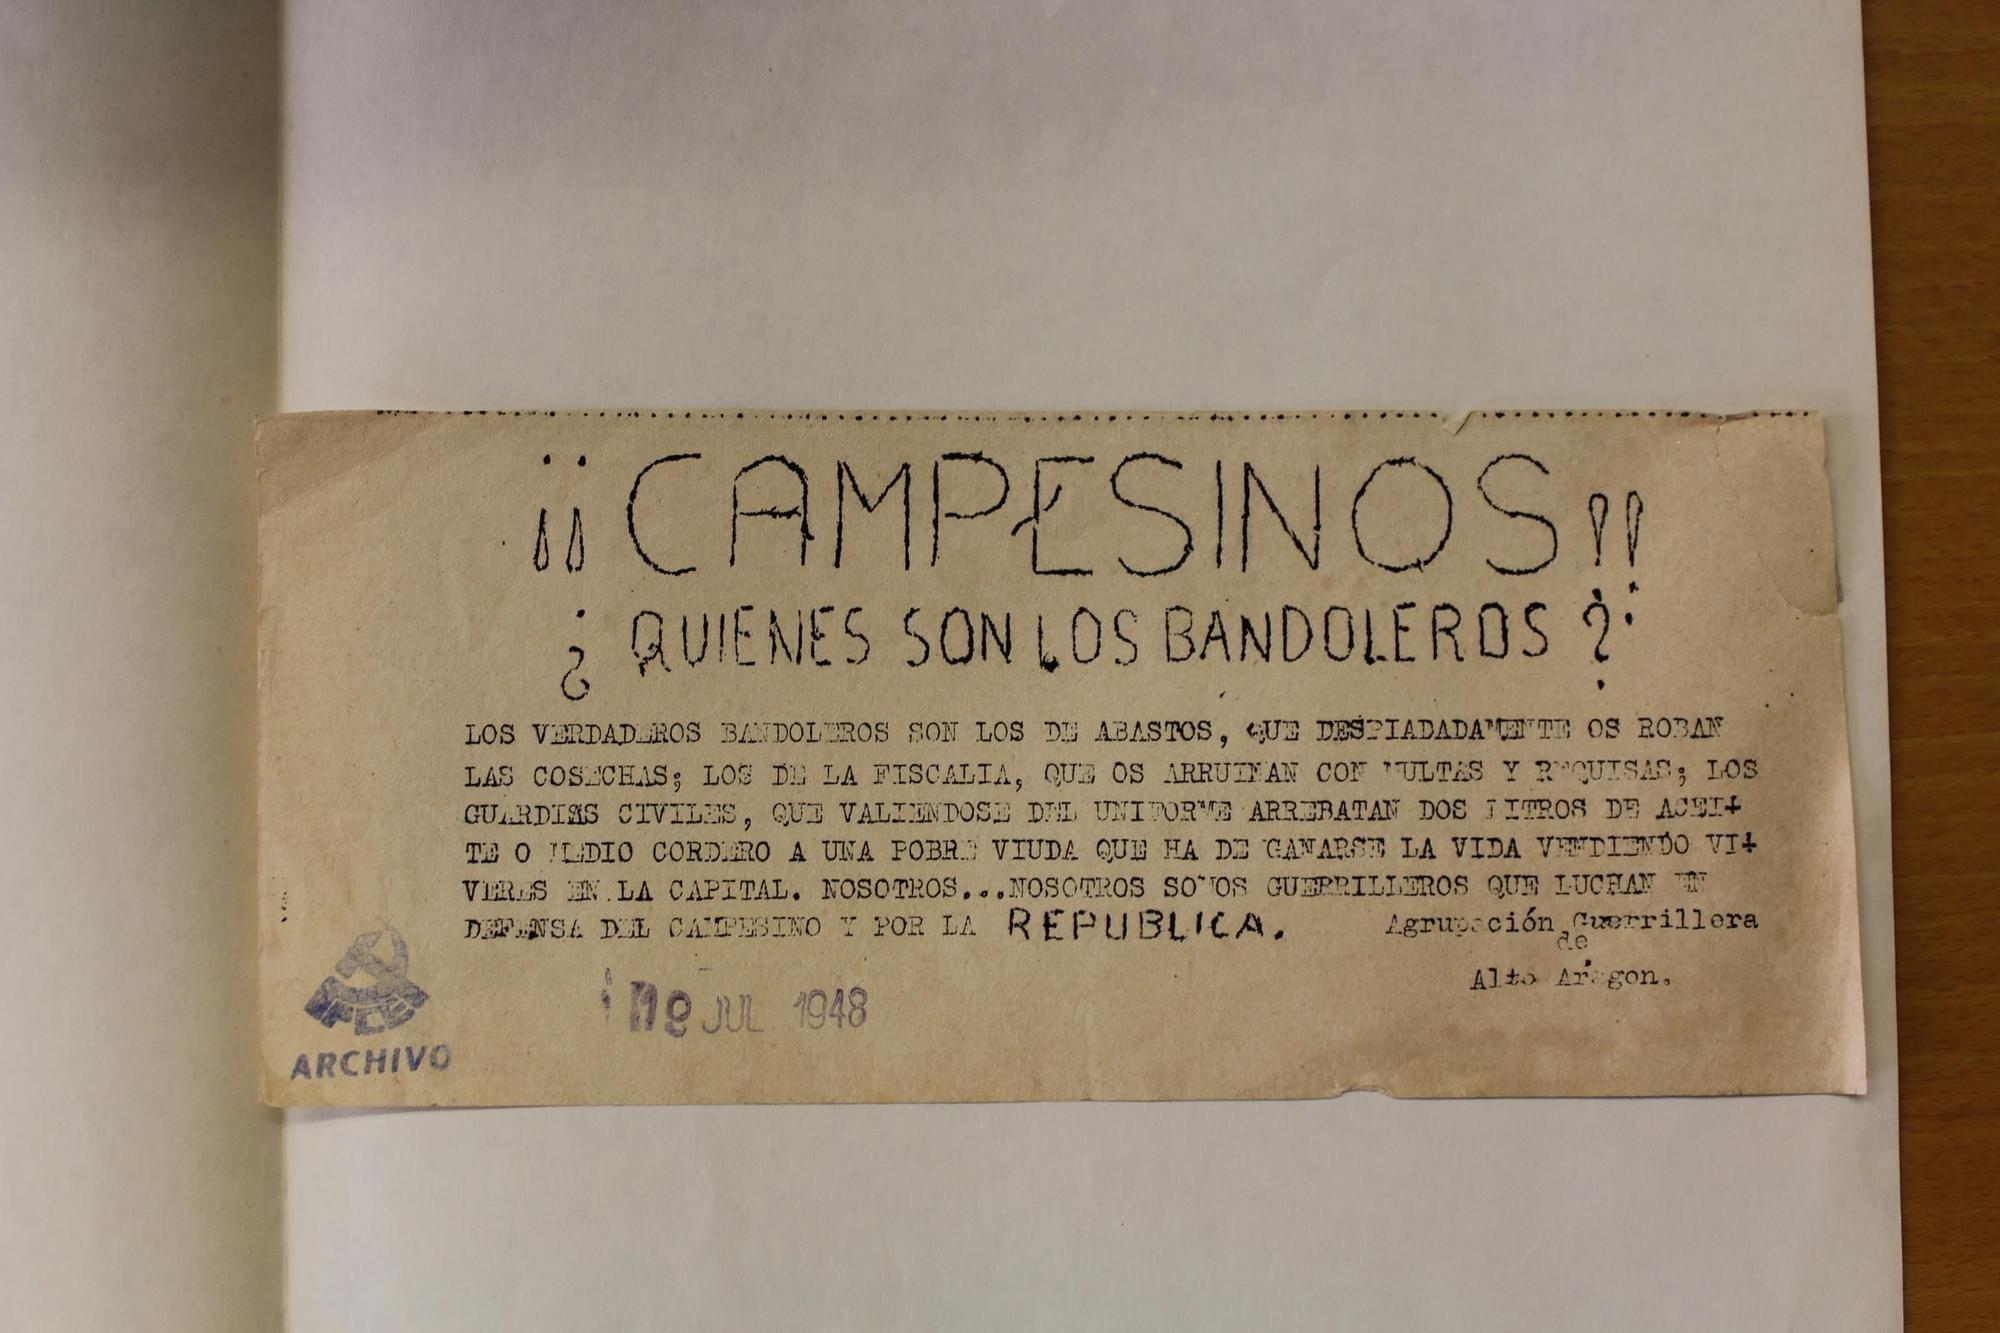 ¡¡CAMPESINOS!!
¿QUIENES SON LOS BANDOLEROS?
LOS VERDADEROS BANDOLEROS SON LOS DE ABASTOS, QUE DESPIADADAMENTE OS ROBAN
LAS COSECHAS; LOS DE LA FISCALIA, QUE OS ARRUINAN CON MULTAS Y REQUISAS; LOS
GUARDIAS CIVILES, QUE VALIENDOSE DEL UNIFORME ARREBATAN DOS LITROS DE ACEI-
TE O MEDIO CORDERO A UNA POBRE VIUDA QUE HA DE GANARSE LA VIDA VENDIENDO VI-
VERES EN LA CAPITAL. NOSOTROS...NOSOTROS SOMOS GUERRILLEROS QUE LUCHAN EN
DEFENSA DEL CAMPESINO Y POR LA REPUBLICA. Agrupación Guerrillera
de
Alto Aragon.
19 JUL 1948
PCE
ARCHIVO